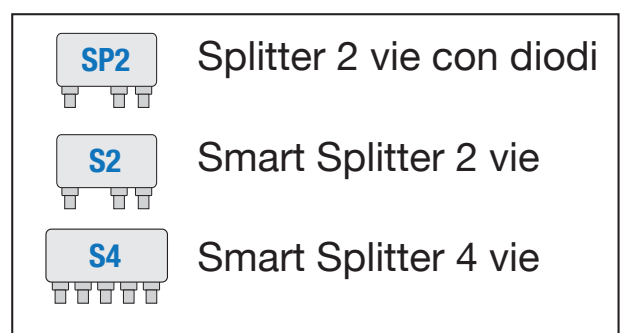 SP2 Splitter 2 vie con diodi
S2 Smart Splitter 2 vie
S4 Smart Splitter 4 vie